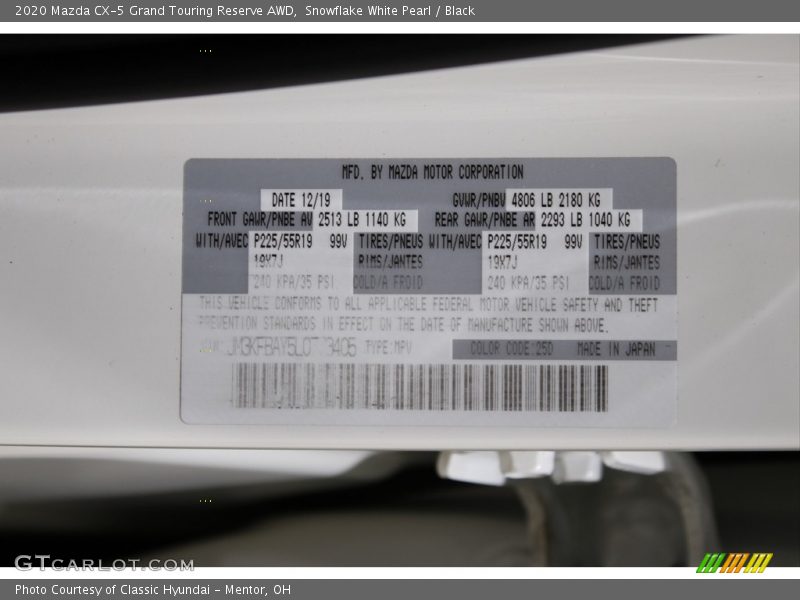 2020 Mazda CX-5 Grand Touring Reserve AWD, Snowflake White Pearl / Black
MFD. BY MAZDA MOTOR CORPORATION
DATE 12/19 GVWR/PNBV 4806 LB 2180 KG
FRONT GAWR/PNBE AV 2513 LB 1140 KG REAR GAWR/PNBE AR 2293 LB 1040 KG
WITH/AVEC P225/55R19 99V TIRES/PNEUS WITH/AVEC P225/55R19 99V TIRES/PNEUS
19X7J RIMS/JANTES 19X7J RIMS/JANTES
240 KPA/35 PSI COLD/A FROID 240 KPA/35 PSI COLD/A FROID
THIS VEHICLE CONFORMS TO ALL APPLICABLE FEDERAL MOTOR VEHICLE SAFETY AND THEFT
PREVENTION STANDARDS IN EFFECT ON THE DATE OF MANUFACTURE SHOWN ABOVE.
TYPE:MPV COLOR CODE:25D MADE IN JAPAN
GTCARLOT.COM
Photo Courtesy of Classic Hyundai - Mentor, OH